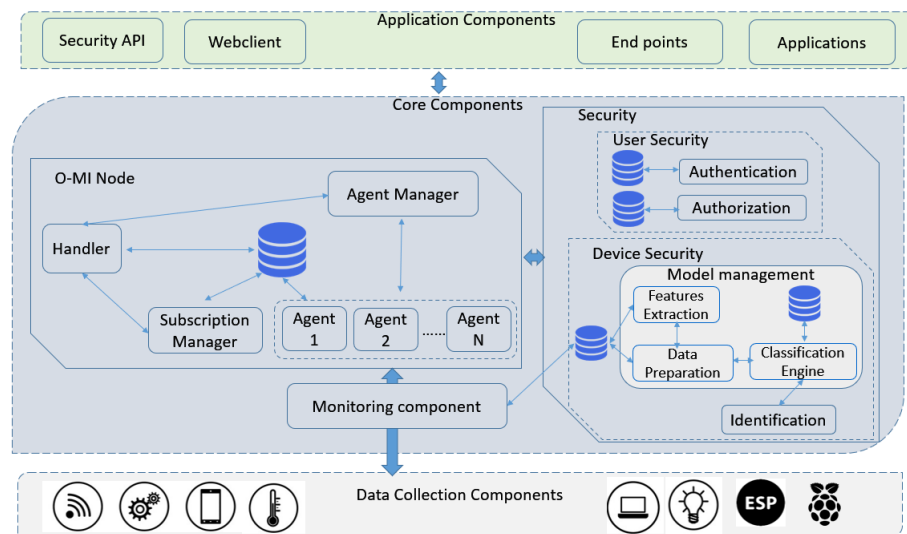 Application Components
Security API
Webclient
End points
Applications
Core Components
Security
User Security
Authentication
Authorization
O-MI Node
Agent Manager
Handler
Subscription
Manager
Agent
1
Agent
2
......
Agent
N
Device Security
Model management
Features
Extraction
Data
Preparation
Classification
Engine
Identification
Monitoring component
Data Collection Components
ESP